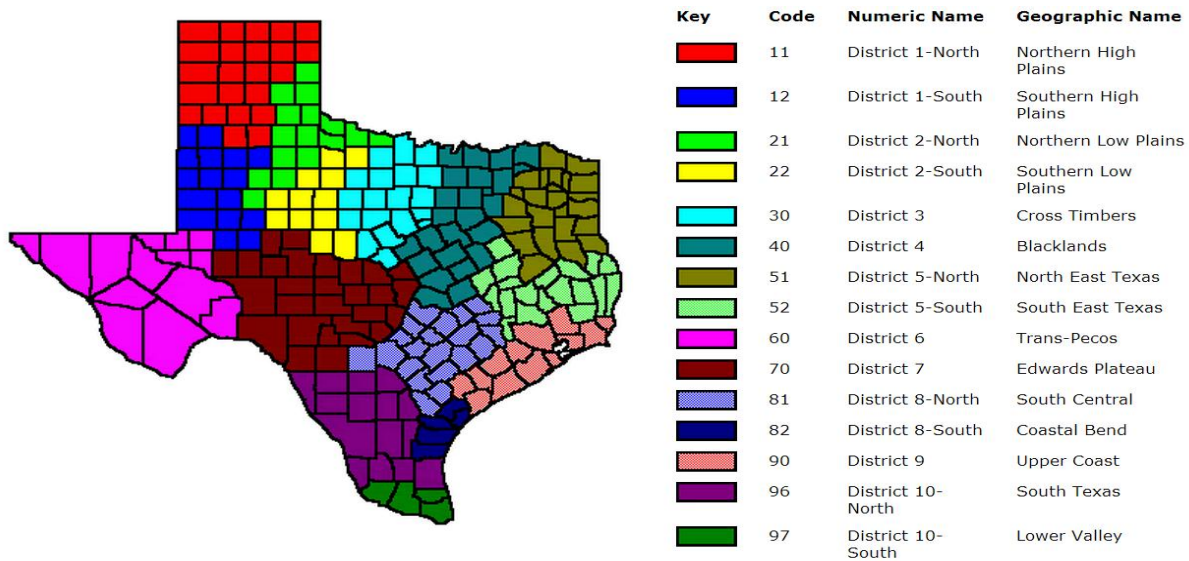 Key Code Numeric Name Geographic Name
11 District 1-North Northern High
Plains
12 District 1-South Southern High
Plains
21 District 2-North Northern Low Plains
22 District 2-South Southern Low
Plains
30 District 3 Cross Timbers
40 District 4 Blacklands
51 District 5-North North East Texas
52 District 5-South South East Texas
60 District 6 Trans-Pecos
70 District 7 Edwards Plateau
81 District 8-North South Central
82 District 8-South Coastal Bend
90 District 9 Upper Coast
96 District 10- South Texas
North
97 District 10- Lower Valley
South